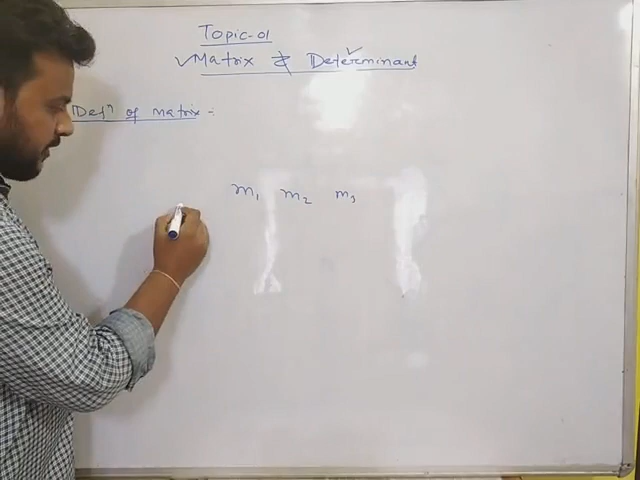 Topic-01
✓Matrix & Determinant
Defⁿ of Matrix :-
m₁ m₂ m₃